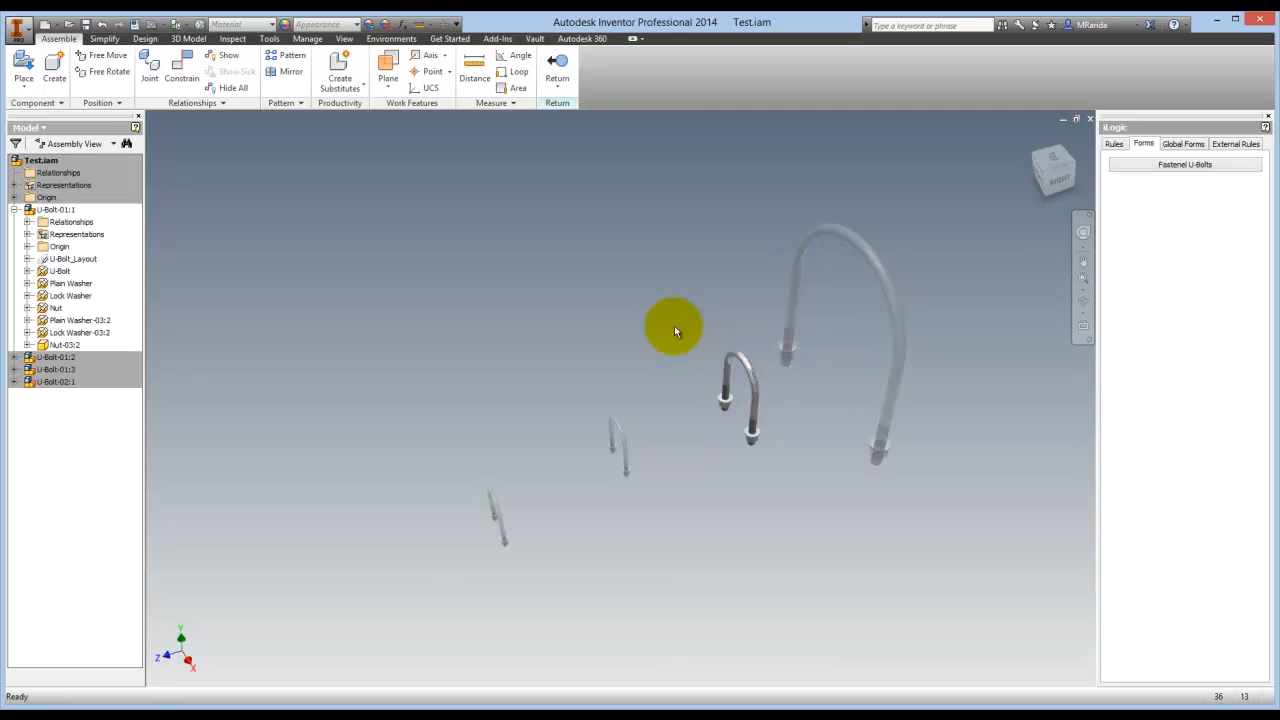 Material
Appearance
Autodesk Inventor Professional 2014 Test.iam
Type a keyword or phrase
MRanda
PRO
Assemble Simplify Design 3D Model Inspect Tools Manage View Environments Get Started Add-Ins Vault Autodesk 360
Place
Create
Free Move
Free Rotate
Joint
Constrain
Show
Show Sick
Hide All
Pattern
Mirror
Create
Substitutes
Plane
Axis
Point
UCS
Distance
Angle
Loop
Area
Return
Component Position Relationships Pattern Productivity Work Features Measure Return
Model
Assembly View
Test.iam
Relationships
Representations
Origin
U-Bolt-01:1
Relationships
Representations
Origin
U-Bolt_Layout
U-Bolt
Plain Washer
Lock Washer
Nut
Plain Washer-03:2
Lock Washer-03:2
Nut-03:2
U-Bolt-01:2
U-Bolt-01:3
U-Bolt-02:1
RIGHT
Y
Z
X
iLogic
Rules Forms Global Forms External Rules
Fastenel U-Bolts
Ready
36 13